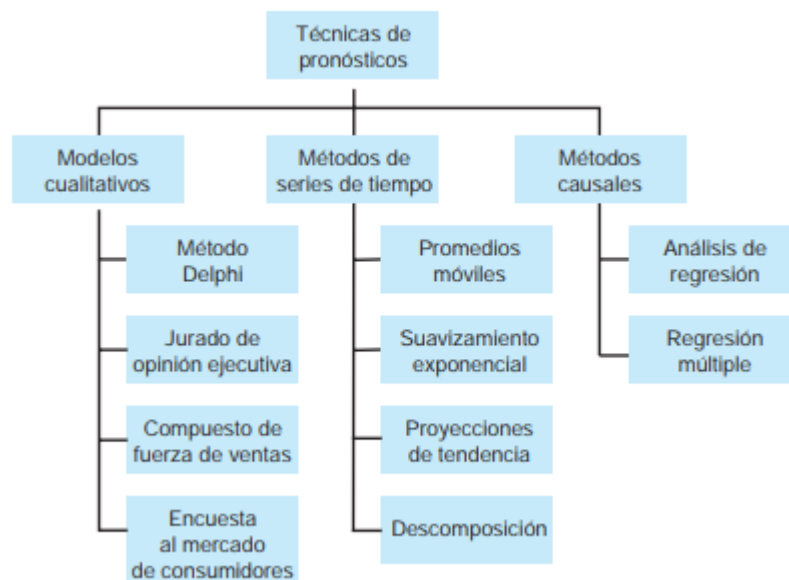 Técnicas de
pronósticos
Modelos
cualitativos
Métodos de
series de tiempo
Métodos
causales
Método
Delphi
Promedios
móviles
Análisis de
regresión
Jurado de
opinión ejecutiva
Suavizamiento
exponencial
Regresión
múltiple
Compuesto de
fuerza de ventas
Proyecciones
de tendencia
Encuesta
al mercado
de consumidores
Descomposición